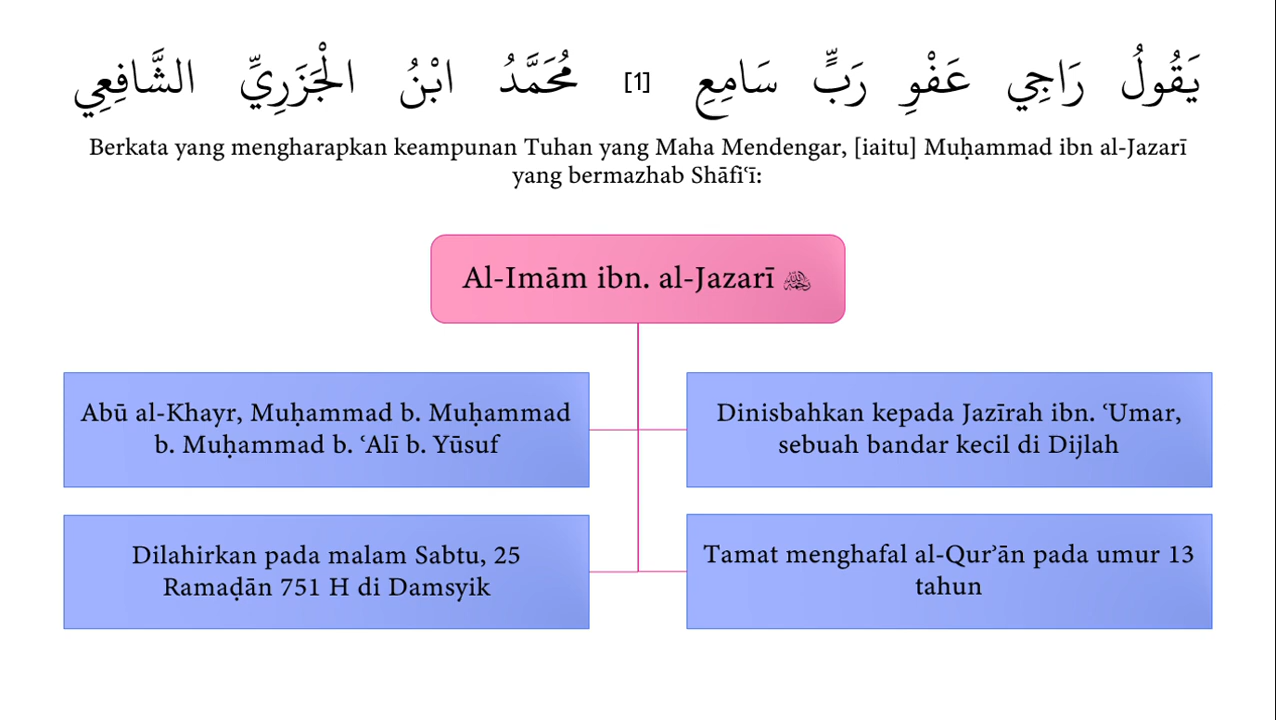 يَقُولُ رَاجِي عَفْوِ رَبٍّ سَامِعِ [1] مُحَمَّدُ ابْنُ الْجَزَرِيِّ الشَّافِعِي
Berkata yang mengharapkan keampunan Tuhan yang Maha Mendengar, [iaitu] Muḥammad ibn al-Jazarī
yang bermazhab Shāfiʿī:
Al-Imām ibn. al-Jazarī رحمه الله
Abū al-Khayr, Muḥammad b. Muḥammad
b. Muḥammad b. ʿAlī b. Yūsuf
Dinisbahkan kepada Jazīrah ibn. ʿUmar,
sebuah bandar kecil di Dijlah
Dilahirkan pada malam Sabtu, 25
Ramaḍān 751 H di Damsyik
Tamat menghafal al-Qurʾān pada umur 13
tahun